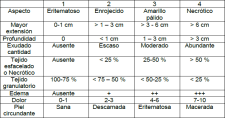 1 2 3 4
Aspecto Eritematoso Enrojecido Amarillo pálido Necrótico
Mayor extensión 0-1 cm > 1 – 3 cm > 3 - 6 cm > 6 cm
Profundidad 0 < 1 cm 1 – 3 cm > 3 cm
Exudado cantidad Ausente Escaso Moderado Abundante
Tejido esfacelado o Necrótico Ausente < 25 % 25-50 % > 50 %
Tejido granulatorio 100-75 % < 75 – 50 % < 50-25 % < 25 %
Edema Ausente + ++ +++
Dolor 0-1 2-3 4-6 7-10
Piel circundante Sana Descamada Eritematosa Macerada